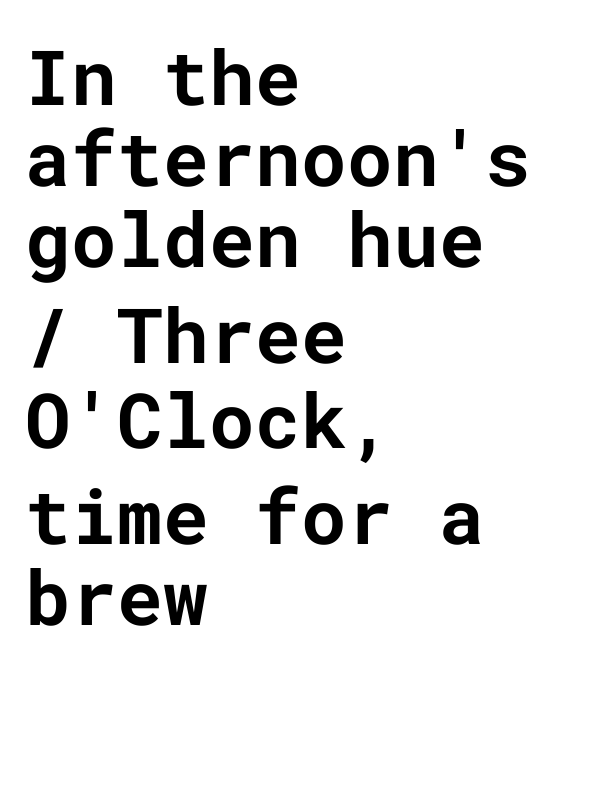 In the
afternoon's
golden hue
/ Three
O'Clock,
time for a
brew